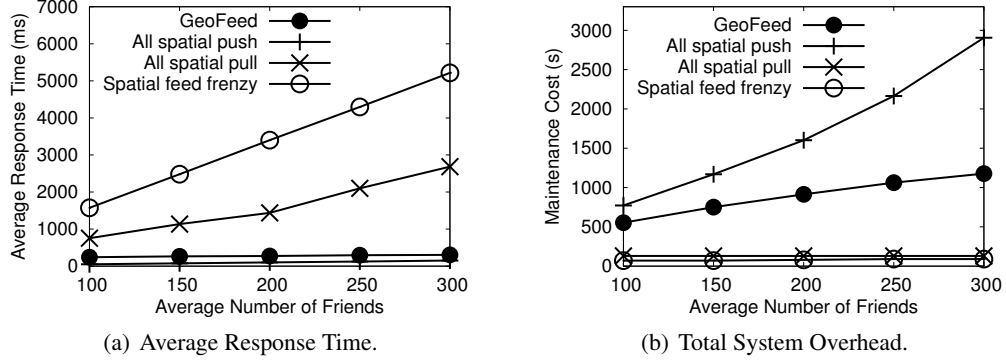 7000
6000
5000
4000
3000
2000
1000
0
Average Response Time (ms)
GeoFeed
All spatial push
All spatial pull
Spatial feed frenzy
100 150 200 250 300
Average Number of Friends
(a) Average Response Time.
3000
2500
2000
1500
1000
500
0
Maintenance Cost (s)
GeoFeed
All spatial push
All spatial pull
Spatial feed frenzy
100 150 200 250 300
Average Number of Friends
(b) Total System Overhead.